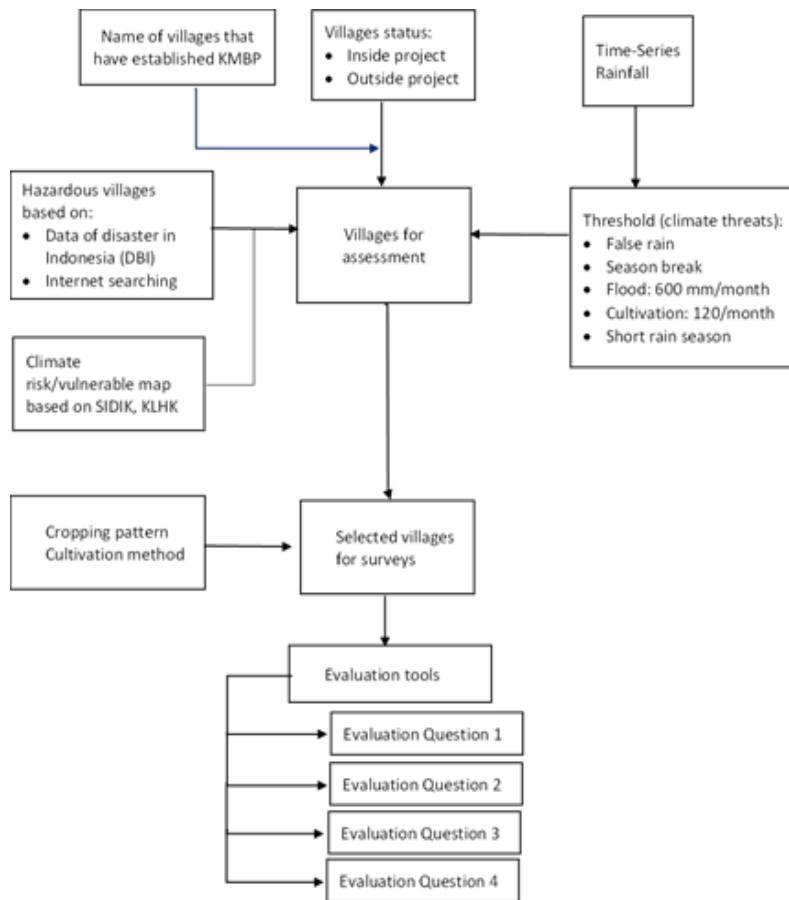 Name of villages that
have established KMBP
Villages status:
• Inside project
• Outside project
Time-Series
Rainfall
Hazardous villages
based on:
• Data of disaster in
Indonesia (DBI)
• Internet searching
Villages for
assessment
Threshold (climate threats):
• False rain
• Season break
• Flood: 600 mm/month
• Cultivation: 120/month
• Short rain season
Climate
risk/vulnerable map
based on SIDIK, KLHK
Cropping pattern
Cultivation method
Selected villages
for surveys
Evaluation tools
Evaluation Question 1
Evaluation Question 2
Evaluation Question 3
Evaluation Question 4